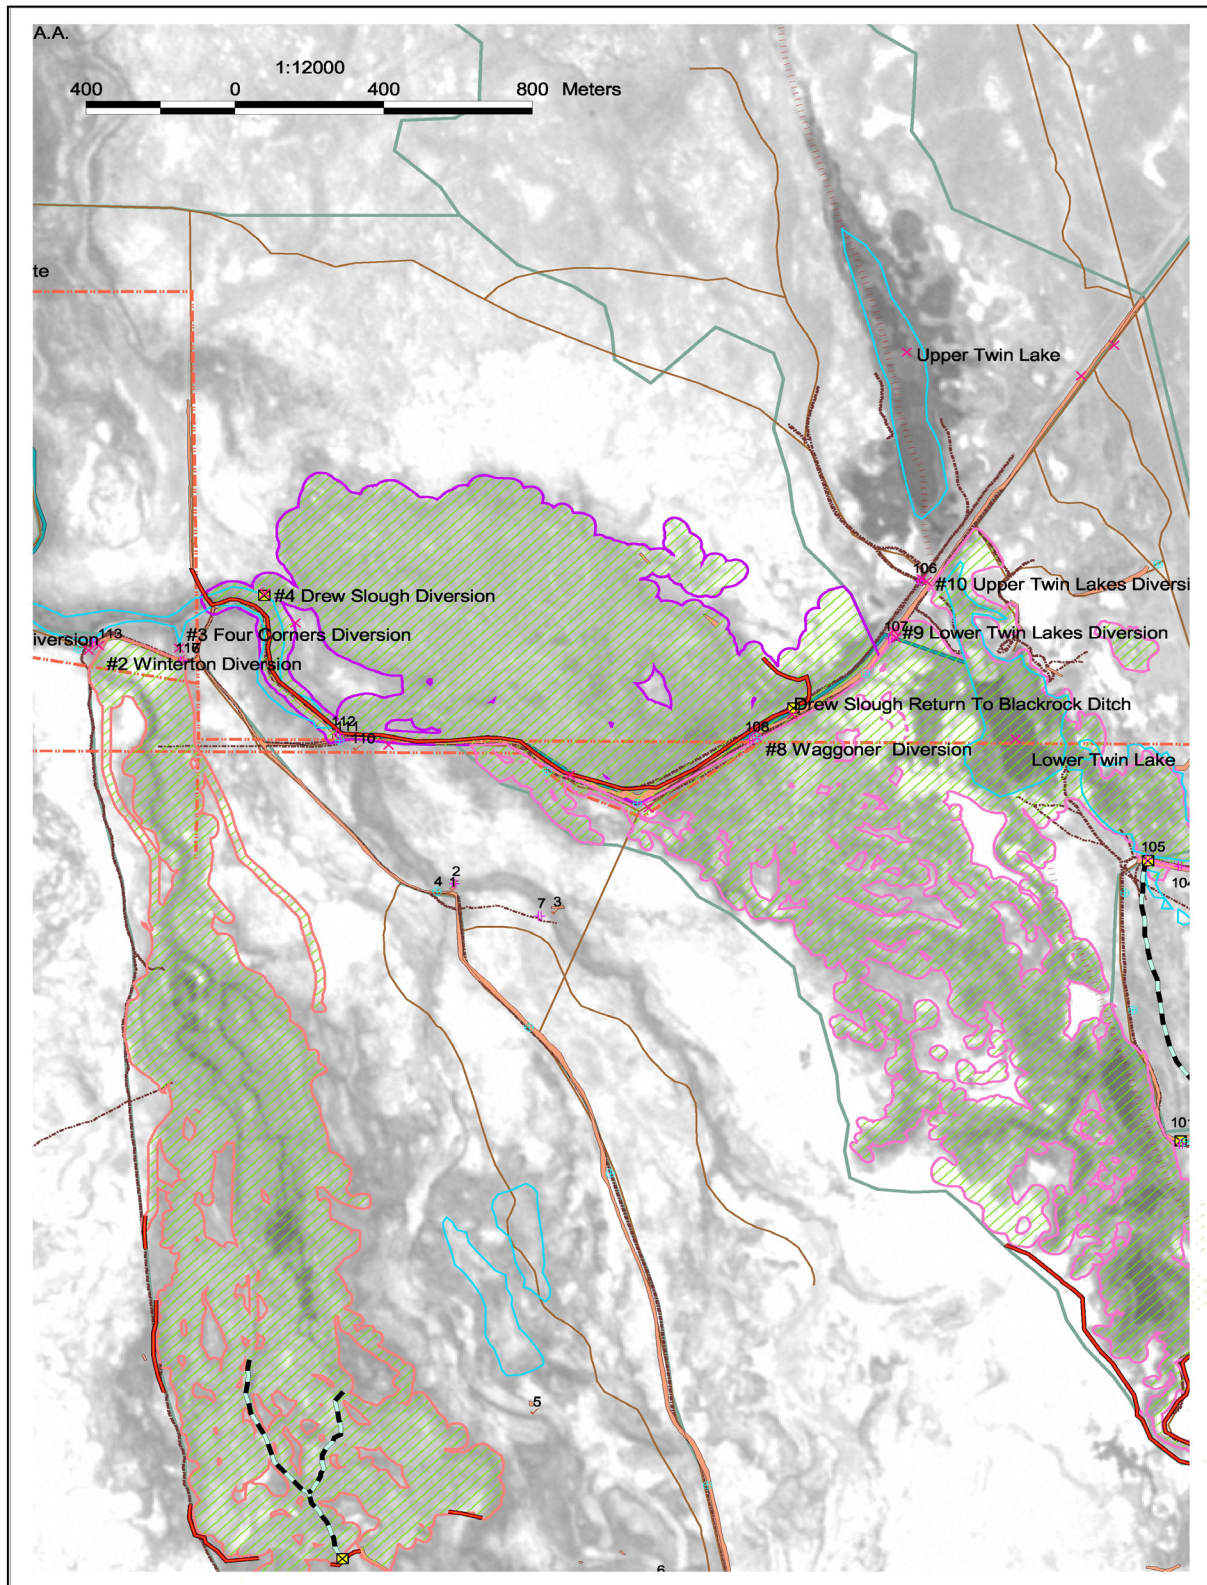 A.A.
1:12000
400 0 400 800 Meters
te
Upper Twin Lake
106
#10 Upper Twin Lakes Diversi
#4 Drew Slough Diversion
107
#9 Lower Twin Lakes Diversion
#3 Four Corners Diversion
iversion
113
#2 Winterton Diversion
Drew Slough Return To Blackrock Ditch
112
111
110
108
#8 Waggoner Diversion
Lower Twin Lake
105
104
2
4 1
7 3
101
5
6